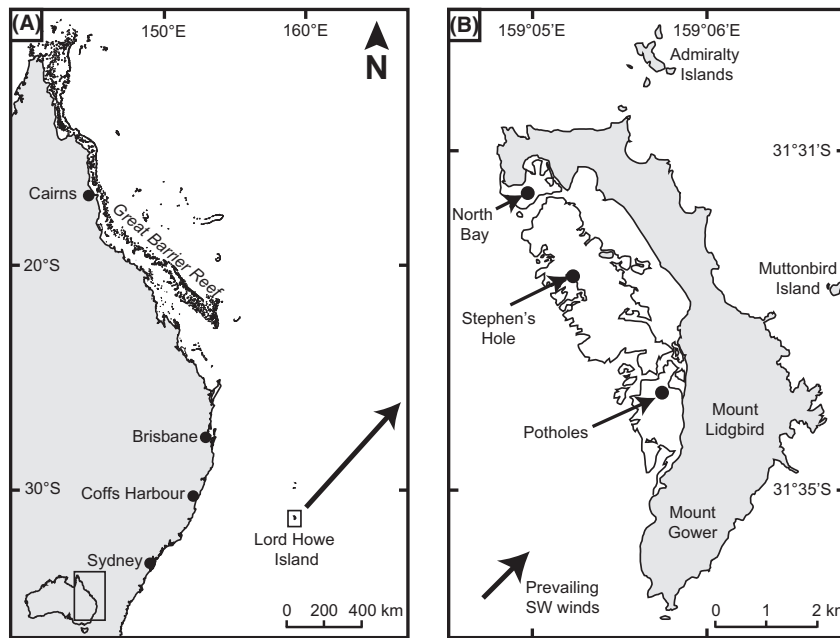 (A)
150°E
160°E
N
Cairns
Great Barrier Reef
20°S
Brisbane
Coffs Harbour
30°S
Lord Howe
Island
Sydney
0 200 400 km
(B)
159°05'E
159°06'E
Admiralty
Islands
31°31'S
North
Bay
Muttonbird
Island
Stephen's
Hole
Potholes
Mount
Lidgbird
31°35'S
Mount
Gower
Prevailing
SW winds
0 1 2 km